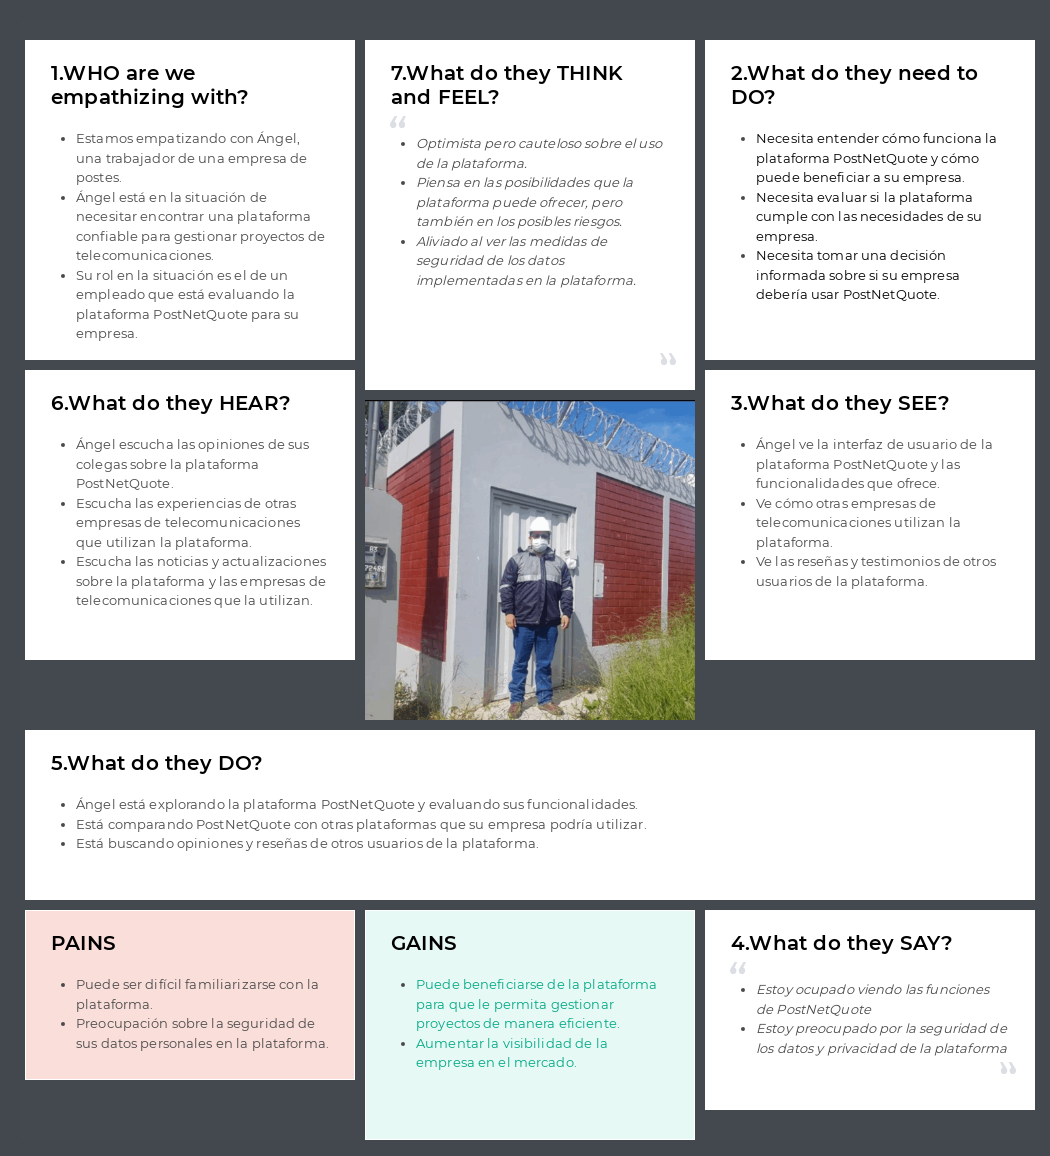 1.WHO are we
empathizing with?
Estamos empatizando con Ángel,
una trabajador de una empresa de
postes.
Ángel está en la situación de
necesitar encontrar una plataforma
confiable para gestionar proyectos de
telecomunicaciones.
Su rol en la situación es el de un
empleado que está evaluando la
plataforma PostNetQuote para su
empresa.
7.What do they THINK
and FEEL?
“
Optimista pero cauteloso sobre el uso
de la plataforma.
Piensa en las posibilidades que la
plataforma puede ofrecer, pero
también en los posibles riesgos.
Aliviado al ver las medidas de
seguridad de los datos
implementadas en la plataforma.
”
2.What do they need to
DO?
Necesita entender cómo funciona la
plataforma PostNetQuote y cómo
puede beneficiar a su empresa.
Necesita evaluar si la plataforma
cumple con las necesidades de su
empresa.
Necesita tomar una decisión
informada sobre si su empresa
debería usar PostNetQuote.
6.What do they HEAR?
Ángel escucha las opiniones de sus
colegas sobre la plataforma
PostNetQuote.
Escucha las experiencias de otras
empresas de telecomunicaciones
que utilizan la plataforma.
Escucha las noticias y actualizaciones
sobre la plataforma y las empresas de
telecomunicaciones que la utilizan.
3.What do they SEE?
Ángel ve la interfaz de usuario de la
plataforma PostNetQuote y las
funcionalidades que ofrece.
Ve cómo otras empresas de
telecomunicaciones utilizan la
plataforma.
Ve las reseñas y testimonios de otros
usuarios de la plataforma.
5.What do they DO?
Ángel está explorando la plataforma PostNetQuote y evaluando sus funcionalidades.
Está comparando PostNetQuote con otras plataformas que su empresa podría utilizar.
Está buscando opiniones y reseñas de otros usuarios de la plataforma.
PAINS
Puede ser difícil familiarizarse con la
plataforma.
Preocupación sobre la seguridad de
sus datos personales en la plataforma.
GAINS
Puede beneficiarse de la plataforma
para que le permita gestionar
proyectos de manera eficiente.
Aumentar la visibilidad de la
empresa en el mercado.
4.What do they SAY?
“
Estoy ocupado viendo las funciones
de PostNetQuote
Estoy preocupado por la seguridad de
los datos y privacidad de la plataforma
”